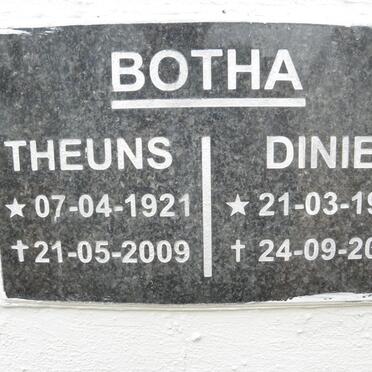 BOTHA
THEUNS
★ 07-04-1921
✝ 21-05-2009
DINIE
★ 21-03-19
✝ 24-09-20